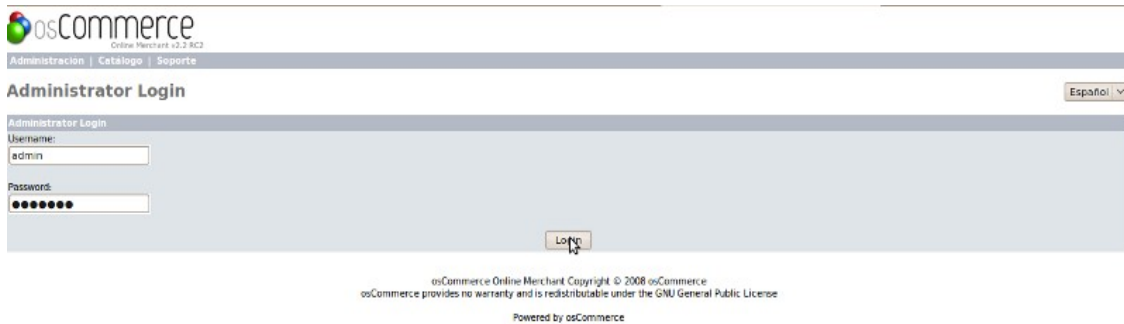 osCommerce
Online Merchant v2.2 RC2
Administración | Catalogo | Soporte
Administrator Login
Español
Administrator Login
Username:
admin
Password:
●●●●●●●
Login
osCommerce Online Merchant Copyright © 2008 osCommerce
osCommerce provides no warranty and is redistributable under the GNU General Public License
Powered by osCommerce